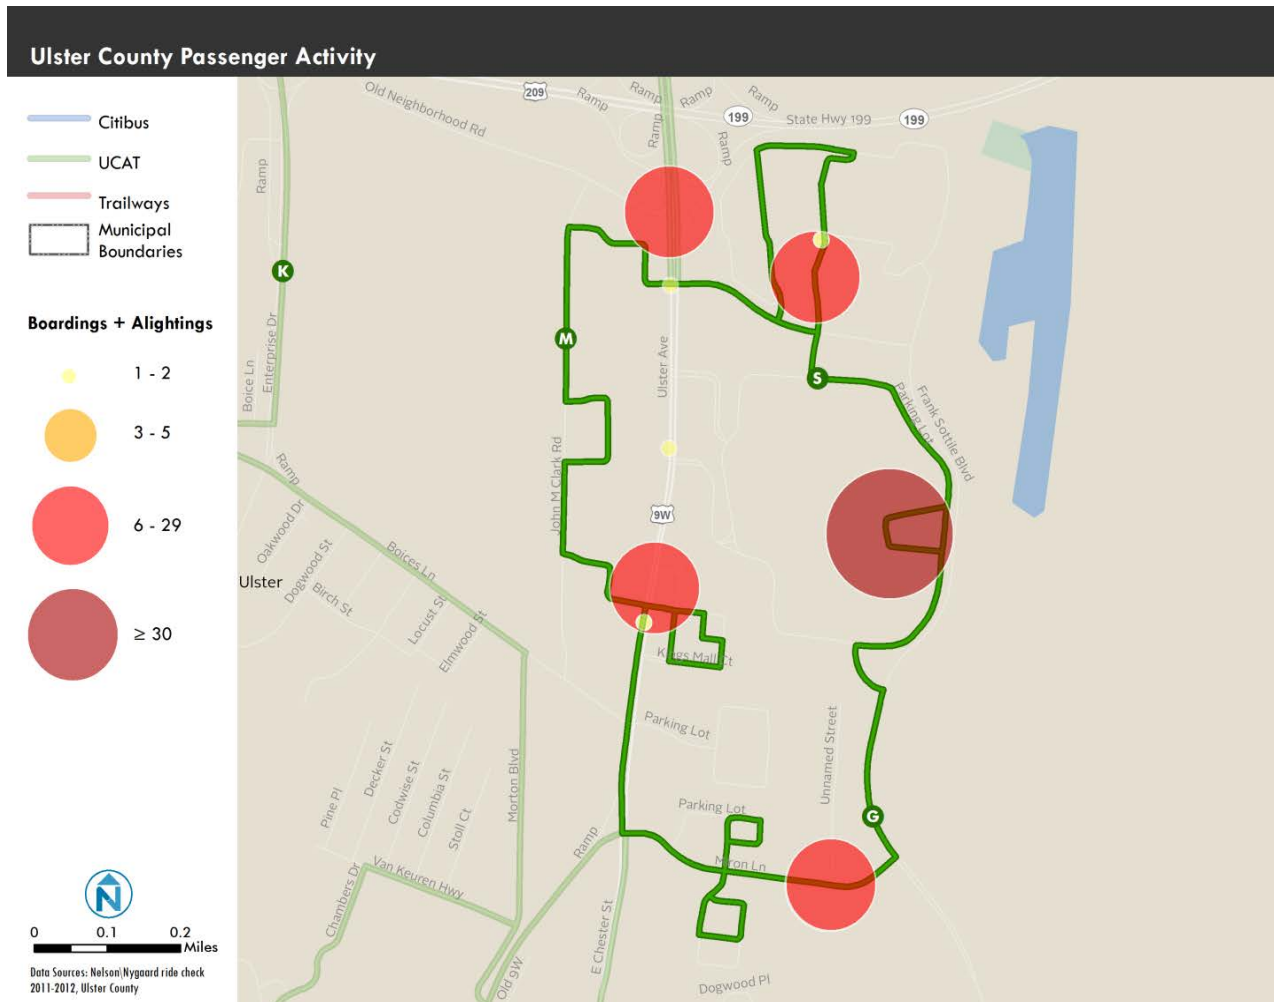 Ulster County Passenger Activity
Citibus
UCAT
Trailways
Municipal
Boundaries
Boardings + Alightings
1 - 2
3 - 5
6 - 29
≥ 30
N
0 0.1 0.2
Miles
Data Sources: Nelson\Nygaard ride check
2011-2012, Ulster County
Old Neighborhood Rd
209
Ramp
Ramp
Ramp
Ramp
Ramp
Ramp
199
State Hwy 199
199
Ramp
K
Boice Ln
Enterprise Dr
M
Ulster Ave
S
Parking Lot
Frank Sottile Blvd
John M Clark Rd
9W
Ramp
Oakwood Dr
Dogwood St
Birch St
Boices Ln
Locust St
Elmwood St
Ulster
Kings Mall Ct
Parking Lot
Unnamed Street
Pine Pl
Decker St
Codwise St
Columbia St
Stoll Ct
Morton Blvd
Parking Lot
G
Ramp
Miron Ln
Van Keuren Hwy
Chambers Dr
E Chester St
Old 9W
Dogwood Pl